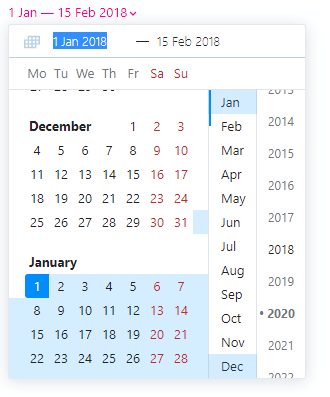 1 Jan — 15 Feb 2018
1 Jan 2018 — 15 Feb 2018
Mo Tu We Th Fr Sa Su
December 1 2 3
4 5 6 7 8 9 10
11 12 13 14 15 16 17
18 19 20 21 22 23 24
25 26 27 28 29 30 31
January
1 2 3 4 5 6 7
8 9 10 11 12 13 14
15 16 17 18 19 20 21
22 23 24 25 26 27 28
Jan
Feb
Mar
Apr
May
Jun
Jul
Aug
Sep
Oct
Nov
Dec
2013
2014
2015
2016
2017
2018
2019
• 2020
2021
2022